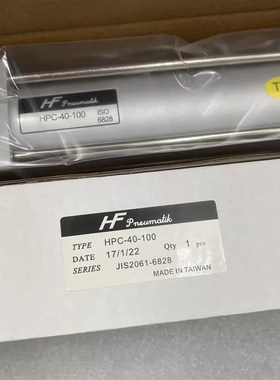 HF Pneumatik
HPC-40-100 ISO
6828
T
HF Pneumatik
TYPE HPC-40-100
DATE 17/1/22 Qty 1 pcs
SERIES JIS2061-6828
MADE IN TAIWAN